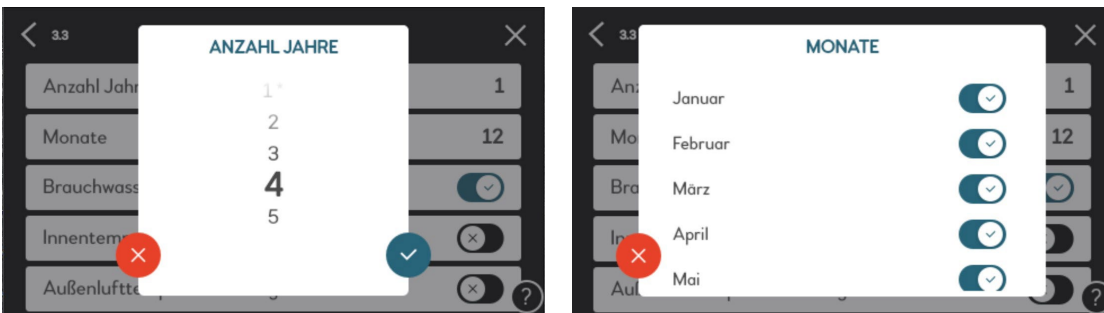 3.3
ANZAHL JAHRE
1*
2
3
4
5
Anzahl Jahr 1
Monate 12
Brauchwass
Innentem
Außenluftte
?
3.3
MONATE
Januar
Februar
März
April
Mai
1
12
?